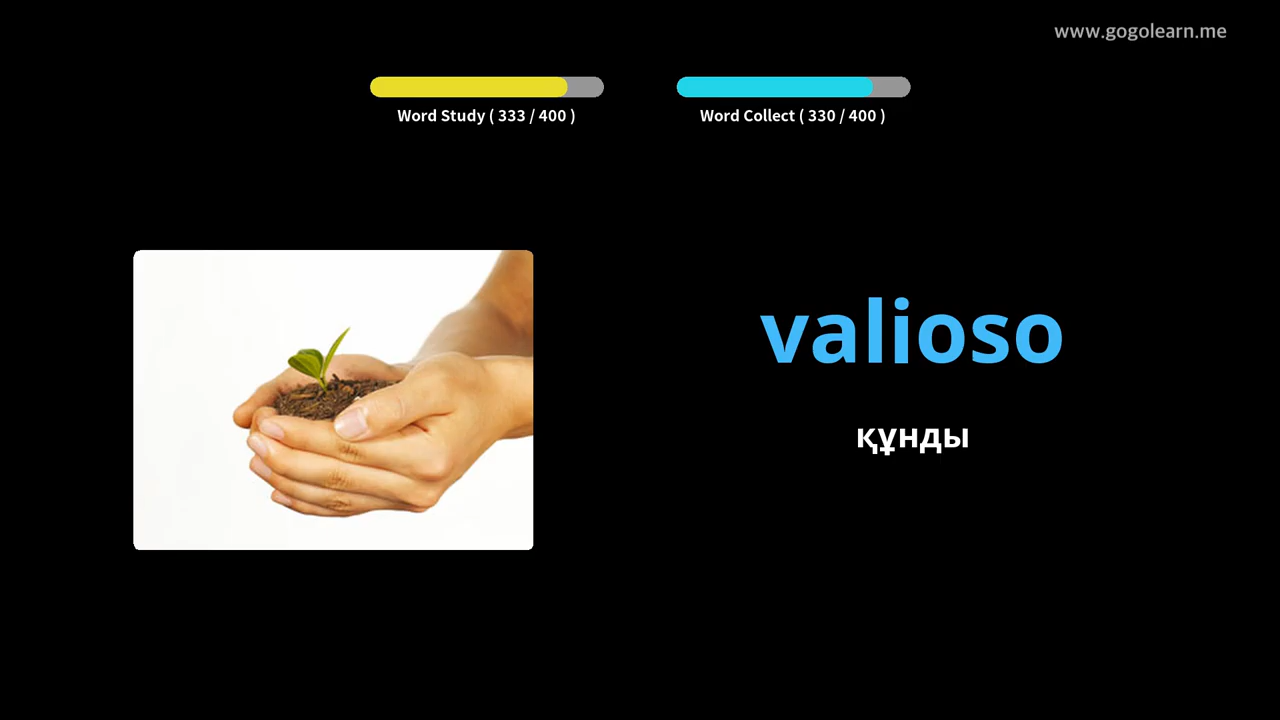 www.gogolearn.me
Word Study ( 333 / 400 )
Word Collect ( 330 / 400 )
valioso
құнды